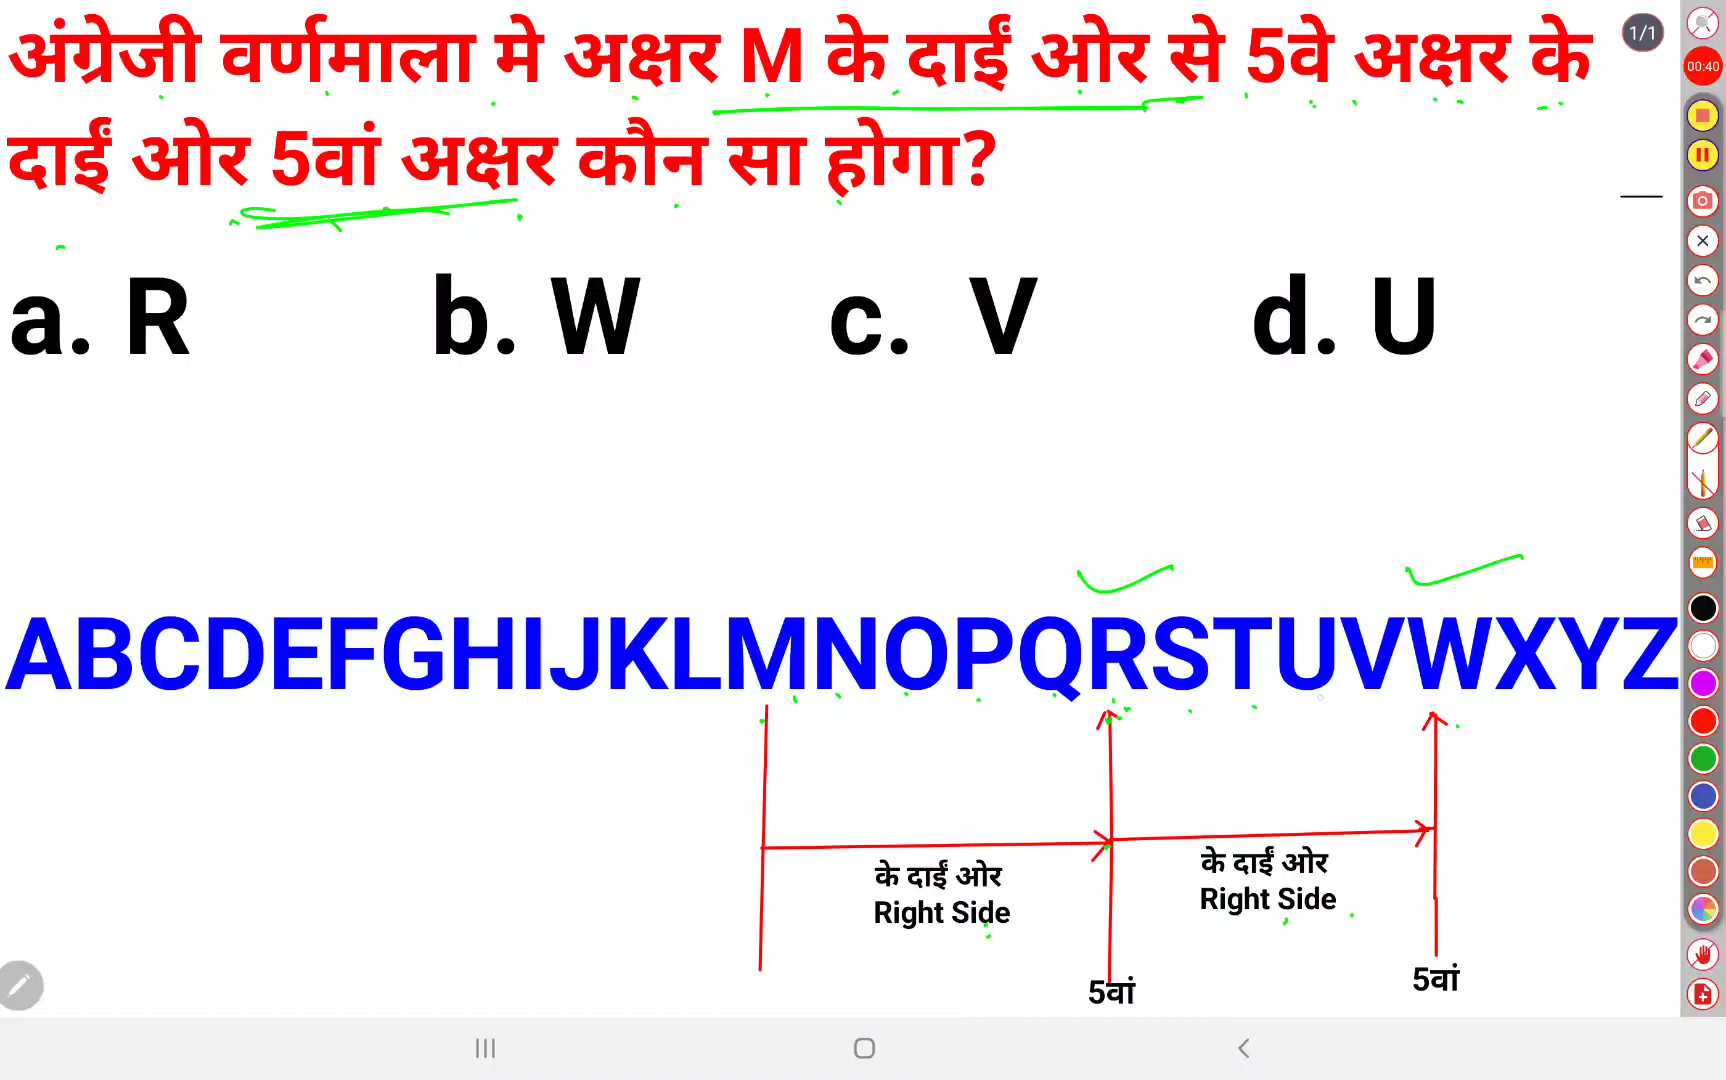 अंग्रेजी वर्णमाला मे अक्षर M के दाईं ओर से 5वे अक्षर के
दाईं ओर 5वां अक्षर कौन सा होगा?
1/1
00:40
a. R b. W c. V d. U
ABCDEFGHIJKLMNOPQRSTUVWXYZ
के दाईं ओर
Right Side
के दाईं ओर
Right Side
5वां
5वां